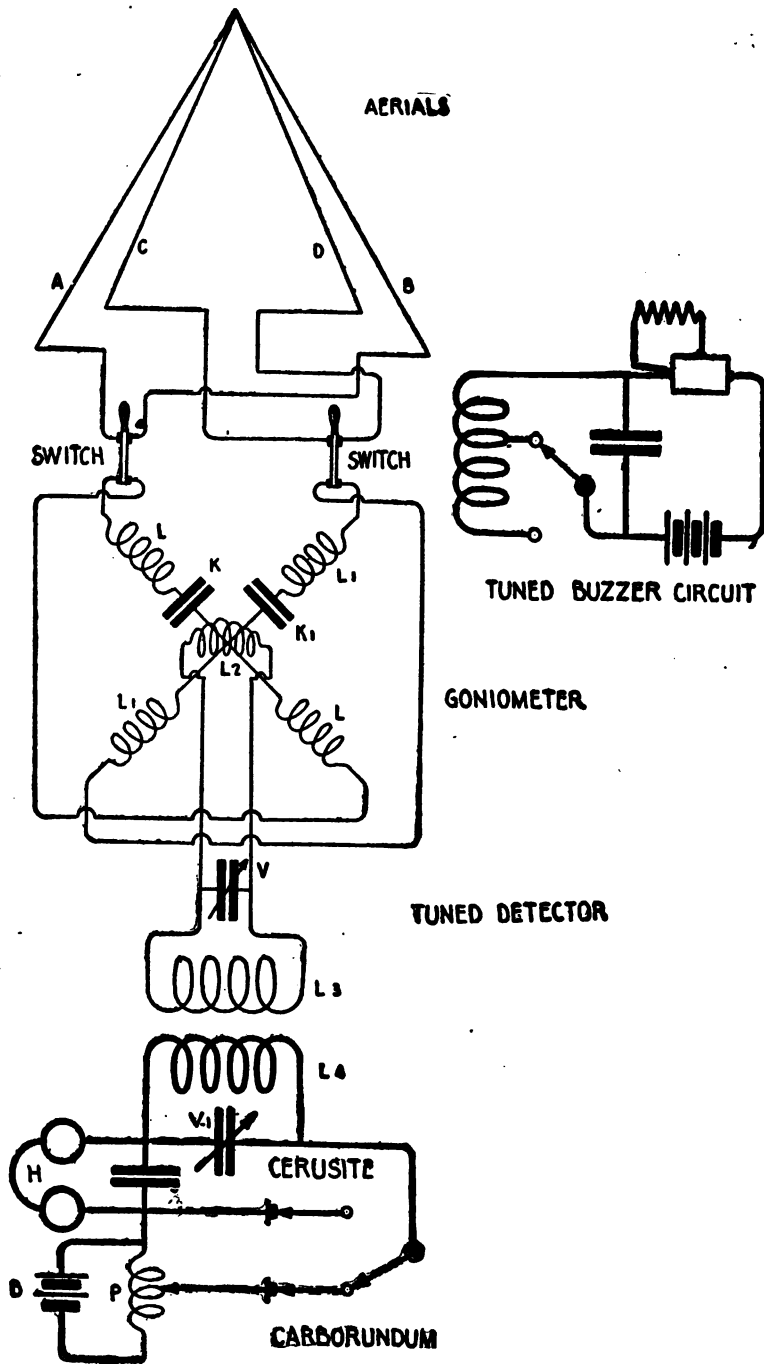 AERIALS
C
D
A
B
SWITCH
SWITCH
L
K
L1
K1
L2
TUNED BUZZER CIRCUIT
L1
L
GONIOMETER
V
TUNED DETECTOR
L3
L4
V1
H
CERUSITE
B
P
CARBORUNDUM